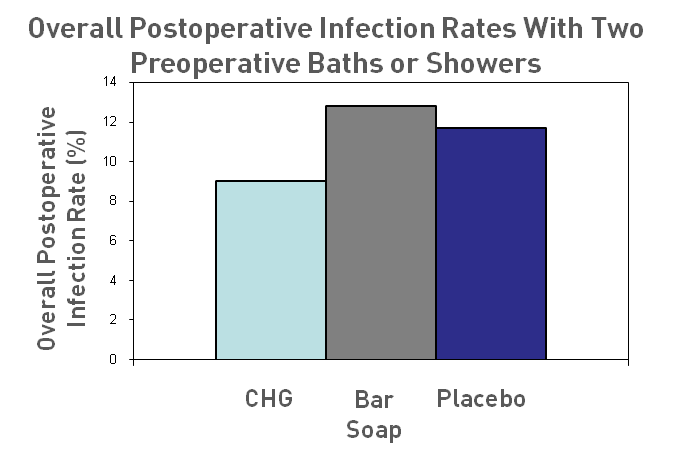 Overall Postoperative Infection Rates With Two
Preoperative Baths or Showers
Overall Postoperative
Infection Rate (%)
14
12
10
8
6
4
2
0
CHG
Bar
Soap
Placebo